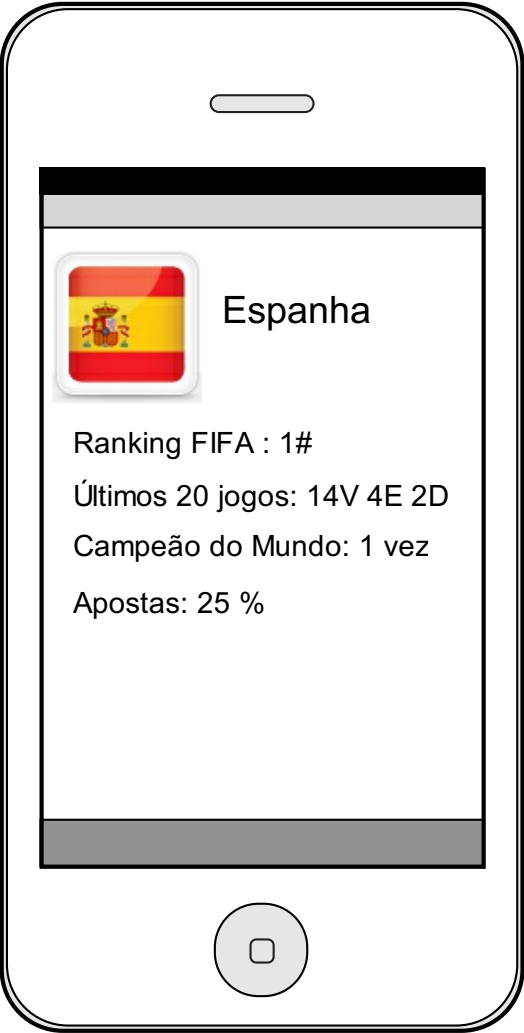 Espanha
Ranking FIFA : 1#
Últimos 20 jogos: 14V 4E 2D
Campeão do Mundo: 1 vez
Apostas: 25 %